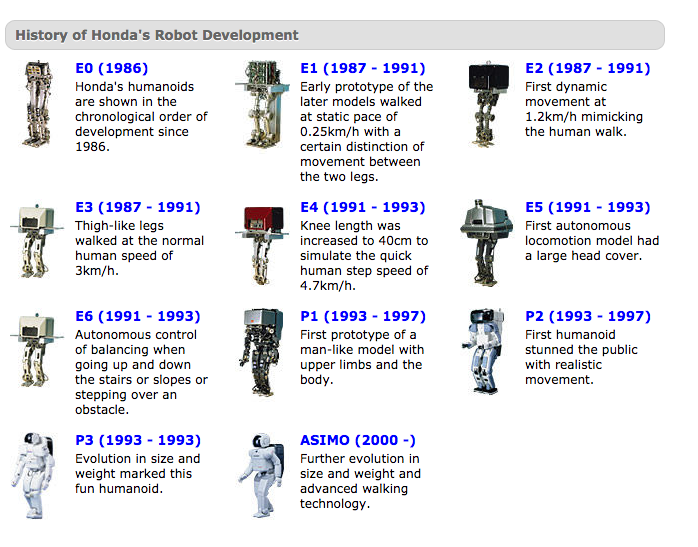 History of Honda's Robot Development
E0 (1986)
Honda's humanoids
are shown in the
chronological order of
development since
1986.
E1 (1987 - 1991)
Early prototype of the
later models walked
at static pace of
0.25km/h with a
certain distinction of
movement between
the two legs.
E2 (1987 - 1991)
First dynamic
movement at
1.2km/h mimicking
the human walk.
E3 (1987 - 1991)
Thigh-like legs
walked at the normal
human speed of
3km/h.
E4 (1991 - 1993)
Knee length was
increased to 40cm to
simulate the quick
human step speed of
4.7km/h.
E5 (1991 - 1993)
First autonomous
locomotion model had
a large head cover.
E6 (1991 - 1993)
Autonomous control
of balancing when
going up and down
the stairs or slopes or
stepping over an
obstacle.
P1 (1993 - 1997)
First prototype of a
man-like model with
upper limbs and the
body.
P2 (1993 - 1997)
First humanoid
stunned the public
with realistic
movement.
P3 (1993 - 1993)
Evolution in size and
weight marked this
fun humanoid.
ASIMO (2000 -)
Further evolution in
size and weight and
advanced walking
technology.